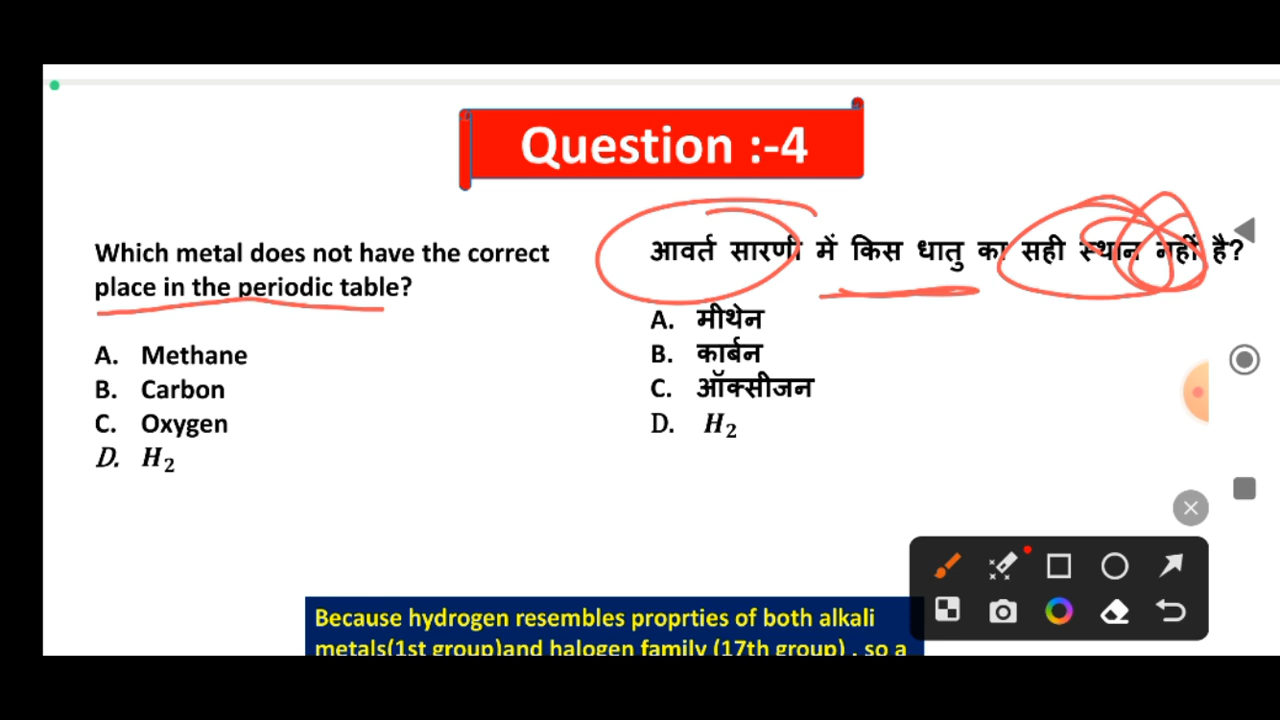 Question :-4
Which metal does not have the correct
place in the periodic table?
A. Methane
B. Carbon
C. Oxygen
D. H₂
आवर्त सारणी में किस धातु का सही स्थान नहीं है?
A. मीथेन
B. कार्बन
C. ऑक्सीजन
D. H₂
Because hydrogen resembles proprties of both alkali
metals(1st group)and halogen family (17th group) , so a